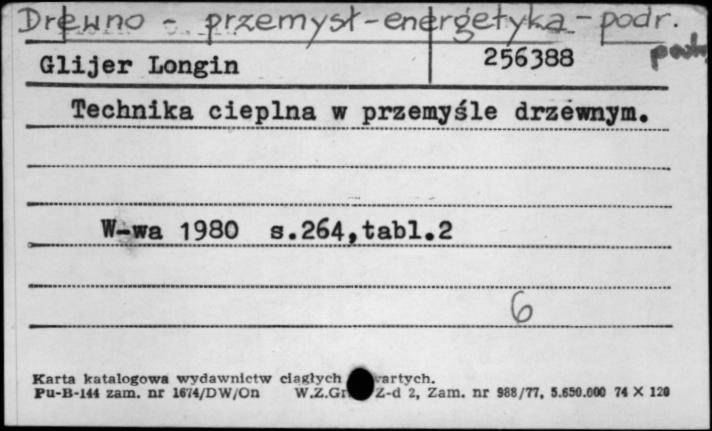 Drewno - przemysł-energetyka - podr.
Glijer Longin 256388
Technika cieplna w przemyśle drzewnym.
W-wa 1980 s.264,tabl.2
6
Karta katalogowa wydawnictw ciągłych wartych.
Pu-B-144 zam. nr 1674/DW/On W.Z.Gr Z-d 2, Zam. nr 988/77, 5.650.000 74 X 120